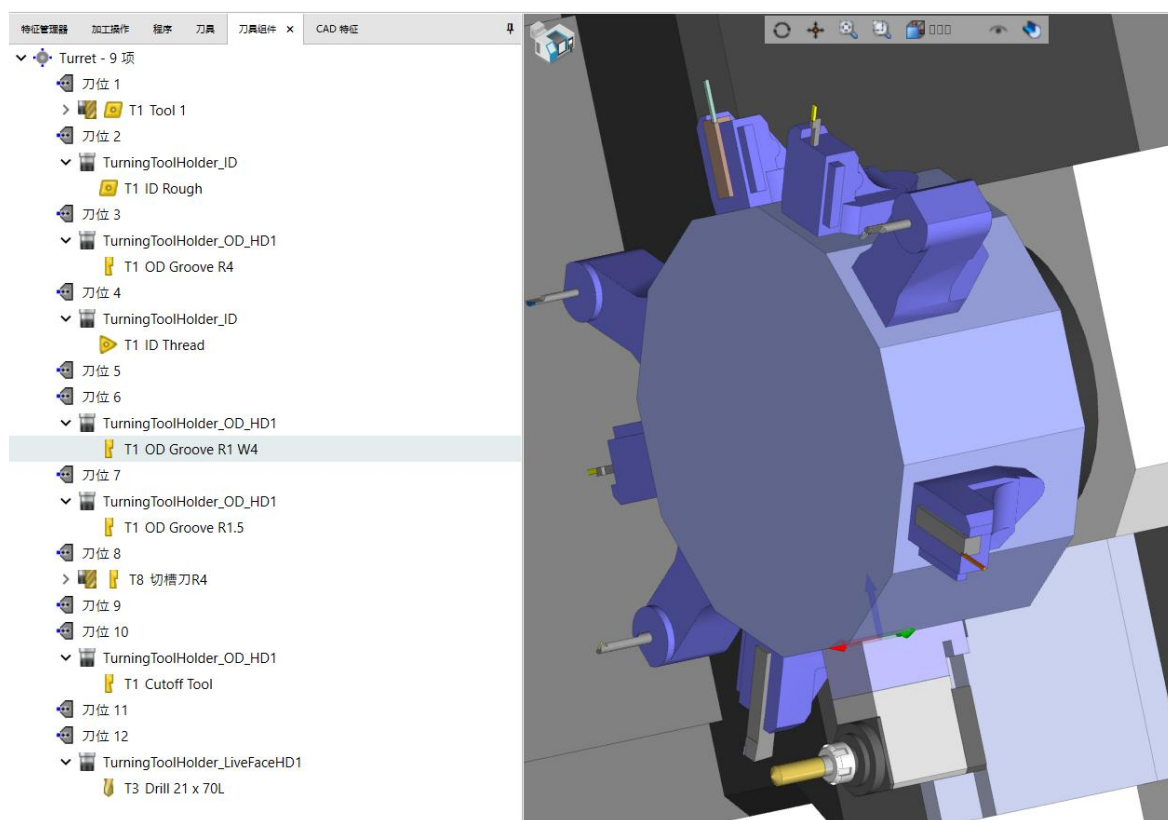 特征管理器 加工操作 程序 刀具 刀具组件 × CAD 特征
Turret - 9 项
刀位 1
T1 Tool 1
刀位 2
TurningToolHolder_ID
T1 ID Rough
刀位 3
TurningToolHolder_OD_HD1
T1 OD Groove R4
刀位 4
TurningToolHolder_ID
T1 ID Thread
刀位 5
刀位 6
TurningToolHolder_OD_HD1
T1 OD Groove R1 W4
刀位 7
TurningToolHolder_OD_HD1
T1 OD Groove R1.5
刀位 8
T8 切槽刀R4
刀位 9
刀位 10
TurningToolHolder_OD_HD1
T1 Cutoff Tool
刀位 11
刀位 12
TurningToolHolder_LiveFaceHD1
T3 Drill 21 x 70L